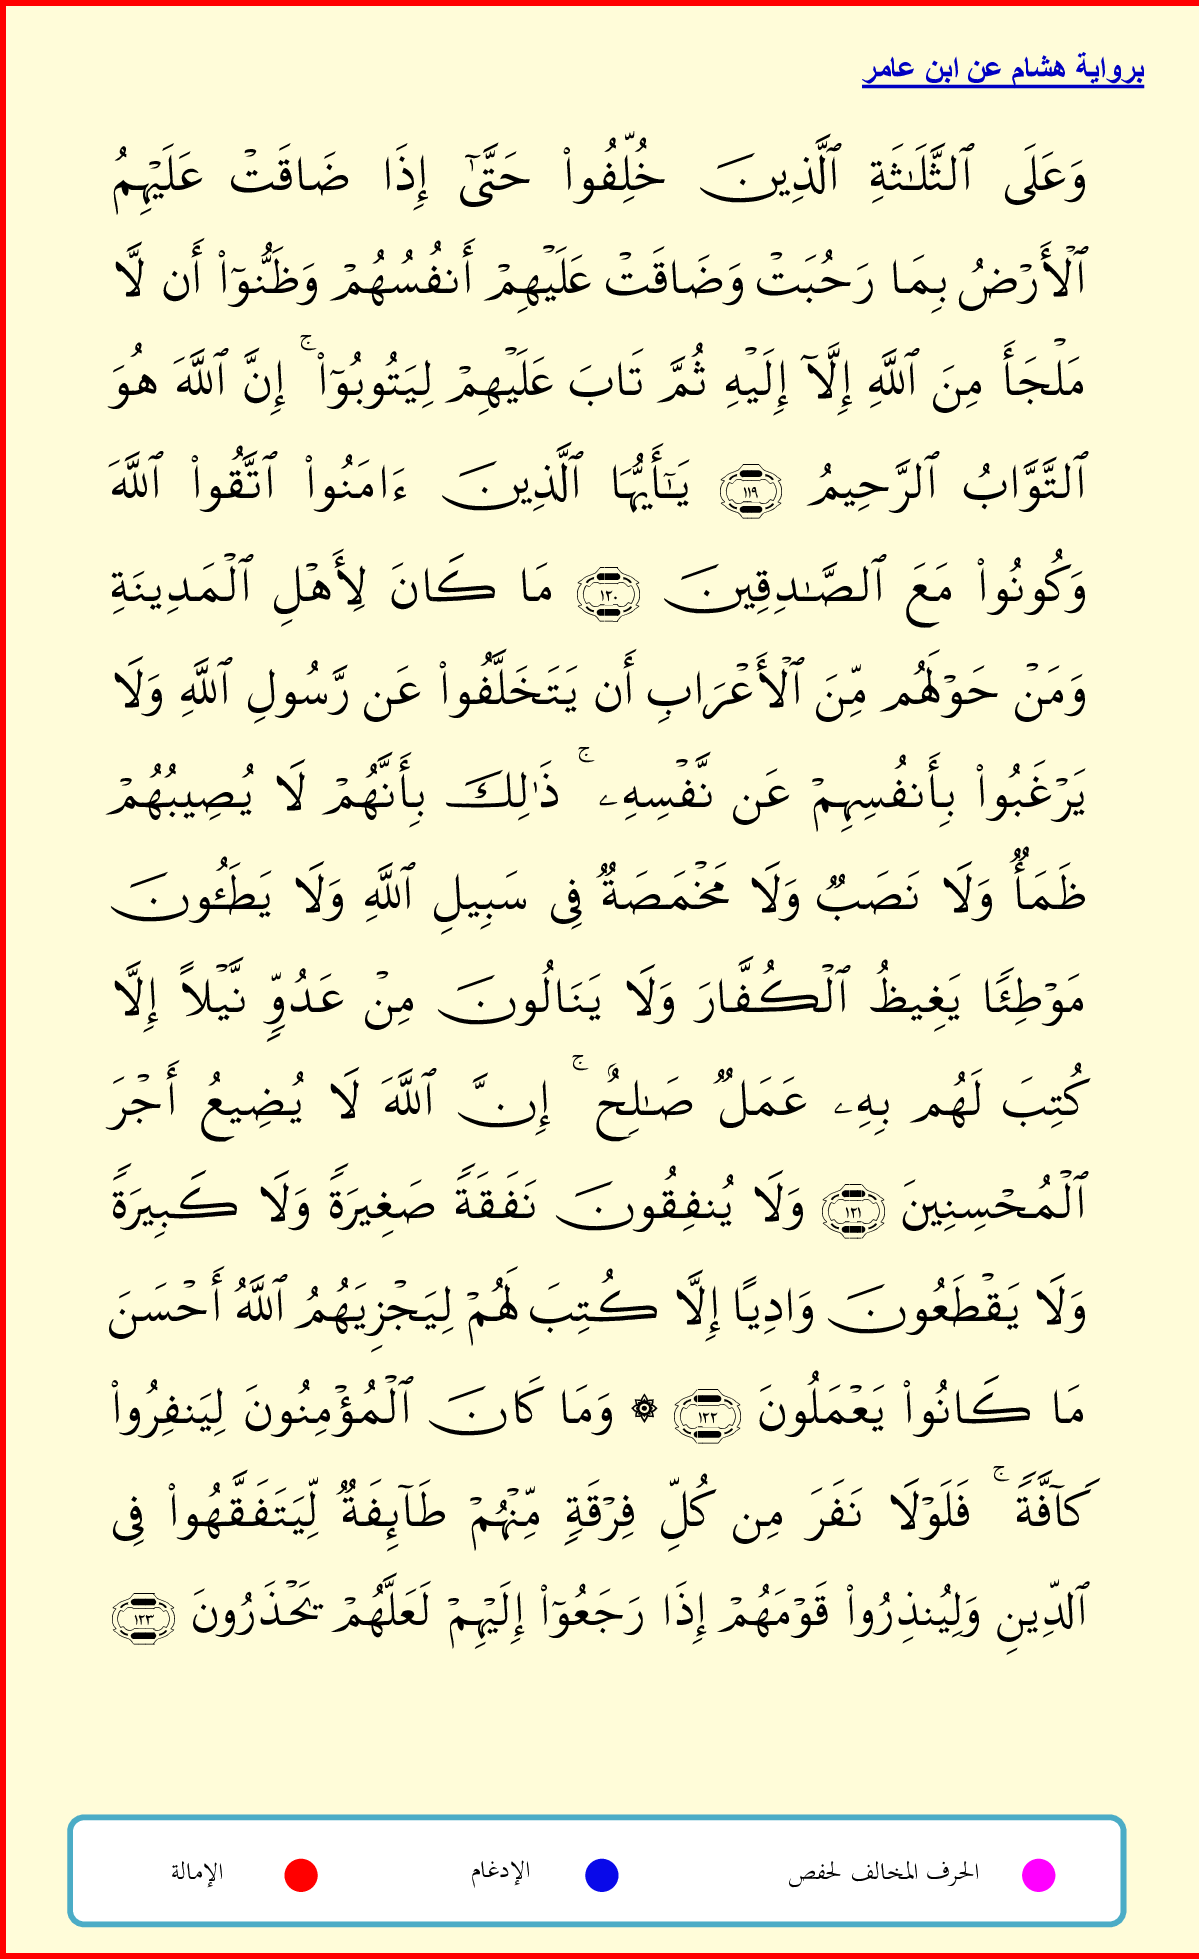 برواية هشام عن ابن عامر
وَعَلَى ٱلثَّلَٰثَةِ ٱلَّذِينَ خُلِّفُواْ حَتَّىٰٓ إِذَا ضَاقَتۡ عَلَيۡهِمُ
ٱلۡأَرۡضُ بِمَا رَحُبَتۡ وَضَاقَتۡ عَلَيۡهِمۡ أَنفُسُهُمۡ وَظَنُّوٓاْ أَن لَّا
مَلۡجَأَ مِنَ ٱللَّهِ إِلَّآ إِلَيۡهِ ثُمَّ تَابَ عَلَيۡهِمۡ لِيَتُوبُوٓاْۚ إِنَّ ٱللَّهَ هُوَ
ٱلتَّوَّابُ ٱلرَّحِيمُ ١١٩ يَٰٓأَيُّهَا ٱلَّذِينَ ءَامَنُواْ ٱتَّقُواْ ٱللَّهَ
وَكُونُواْ مَعَ ٱلصَّٰدِقِينَ ١٢٠ مَا كَانَ لِأَهۡلِ ٱلۡمَدِينَةِ
وَمَنۡ حَوۡلَهُم مِّنَ ٱلۡأَعۡرَابِ أَن يَتَخَلَّفُواْ عَن رَّسُولِ ٱللَّهِ وَلَا
يَرۡغَبُواْ بِأَنفُسِهِمۡ عَن نَّفۡسِهِۦۚ ذَٰلِكَ بِأَنَّهُمۡ لَا يُصِيبُهُمۡ
ظَمَأٞ وَلَا نَصَبٞ وَلَا مَخۡمَصَةٞ فِي سَبِيلِ ٱللَّهِ وَلَا يَطَـُٔونَ
مَوۡطِئٗا يَغِيظُ ٱلۡكُفَّارَ وَلَا يَنَالُونَ مِنۡ عَدُوّٖ نَّيۡلًا إِلَّا
كُتِبَ لَهُم بِهِۦ عَمَلٞ صَٰلِحٌۚ إِنَّ ٱللَّهَ لَا يُضِيعُ أَجۡرَ
ٱلۡمُحۡسِنِينَ ١٢١ وَلَا يُنفِقُونَ نَفَقَةٗ صَغِيرَةٗ وَلَا كَبِيرَةٗ
وَلَا يَقۡطَعُونَ وَادِيًا إِلَّا كُتِبَ لَهُمۡ لِيَجۡزِيَهُمُ ٱللَّهُ أَحۡسَنَ
مَا كَانُواْ يَعۡمَلُونَ ١٢٢ ۞ وَمَا كَانَ ٱلۡمُؤۡمِنُونَ لِيَنفِرُواْ
كَآفَّةٗۚ فَلَوۡلَا نَفَرَ مِن كُلِّ فِرۡقَةٖ مِّنۡهُمۡ طَآئِفَةٞ لِّيَتَفَقَّهُواْ فِي
ٱلدِّينِ وَلِيُنذِرُواْ قَوۡمَهُمۡ إِذَا رَجَعُوٓاْ إِلَيۡهِمۡ لَعَلَّهُمۡ يَحۡذَرُونَ ١٢٣
الحرف المخالف لحفص الإدغام الإمالة